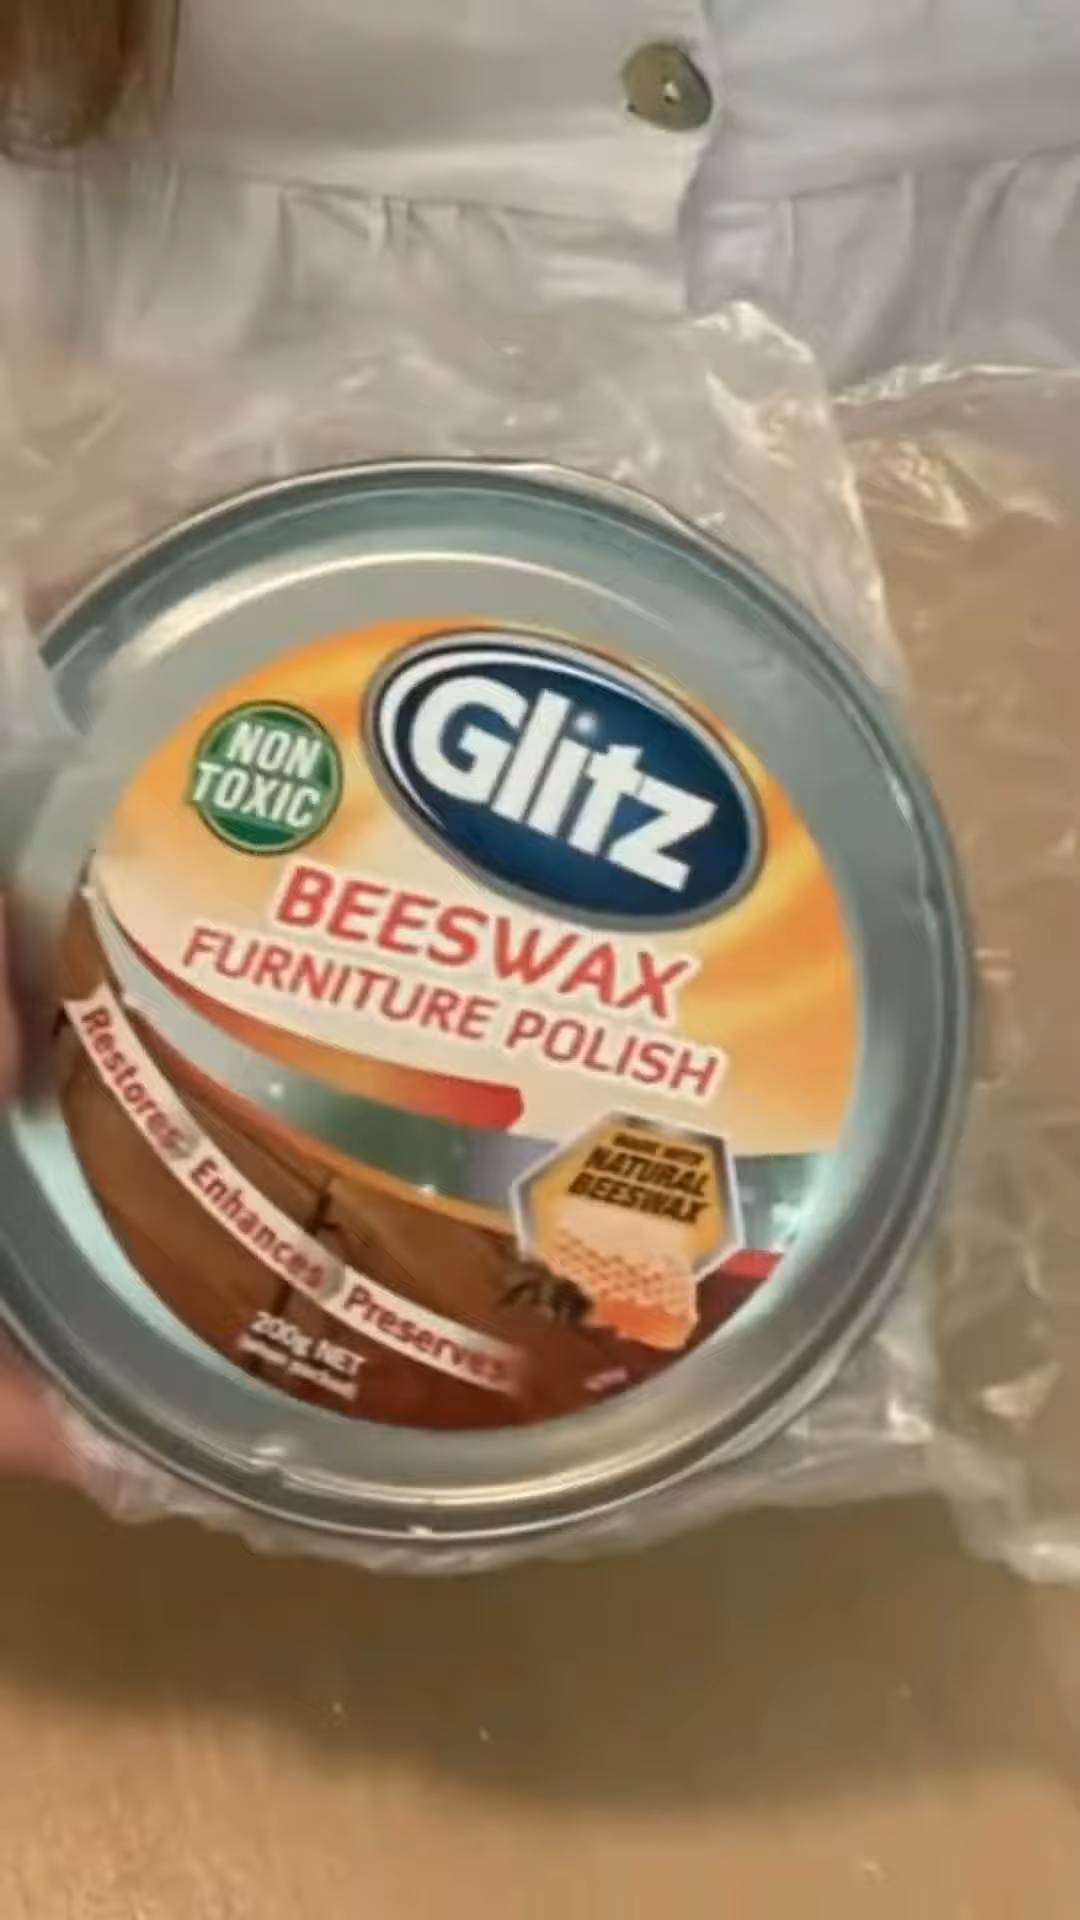 Glitz
NON
TOXIC
BEESWAX
FURNITURE POLISH
Restores Enhances Preserves
MADE WITH
NATURAL
BEESWAX
200g NET